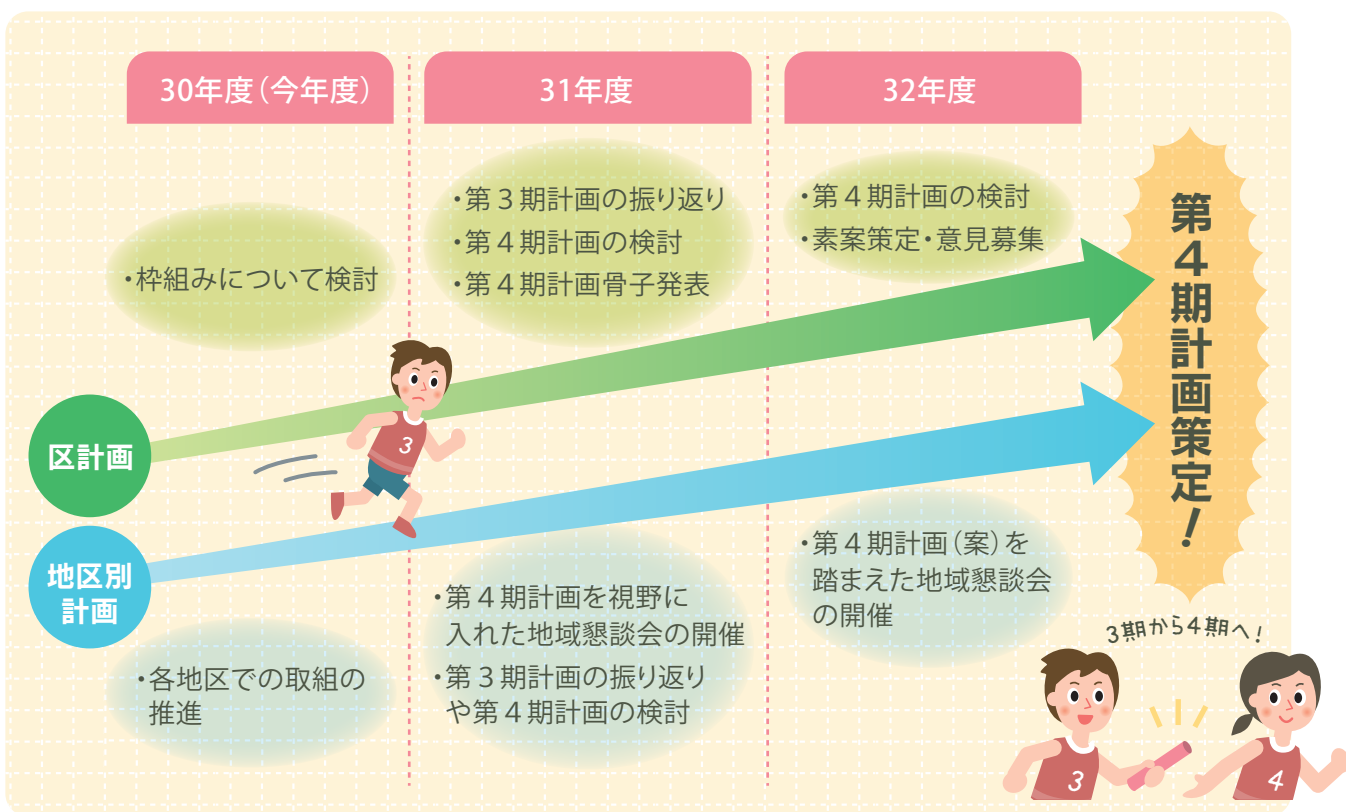 30年度（今年度）
31年度
32年度
・枠組みについて検討
・第３期計画の振り返り
・第４期計画の検討
・第４期計画骨子発表
・第４期計画の検討
・素案策定・意見募集
第４期計画策定！
区計画
3
地区別
計画
・各地区での取組の
推進
・第４期計画を視野に
入れた地域懇談会の開催
・第３期計画の振り返り
や第４期計画の検討
・第４期計画（案）を
踏まえた地域懇談会
の開催
3期から4期へ！
3
4